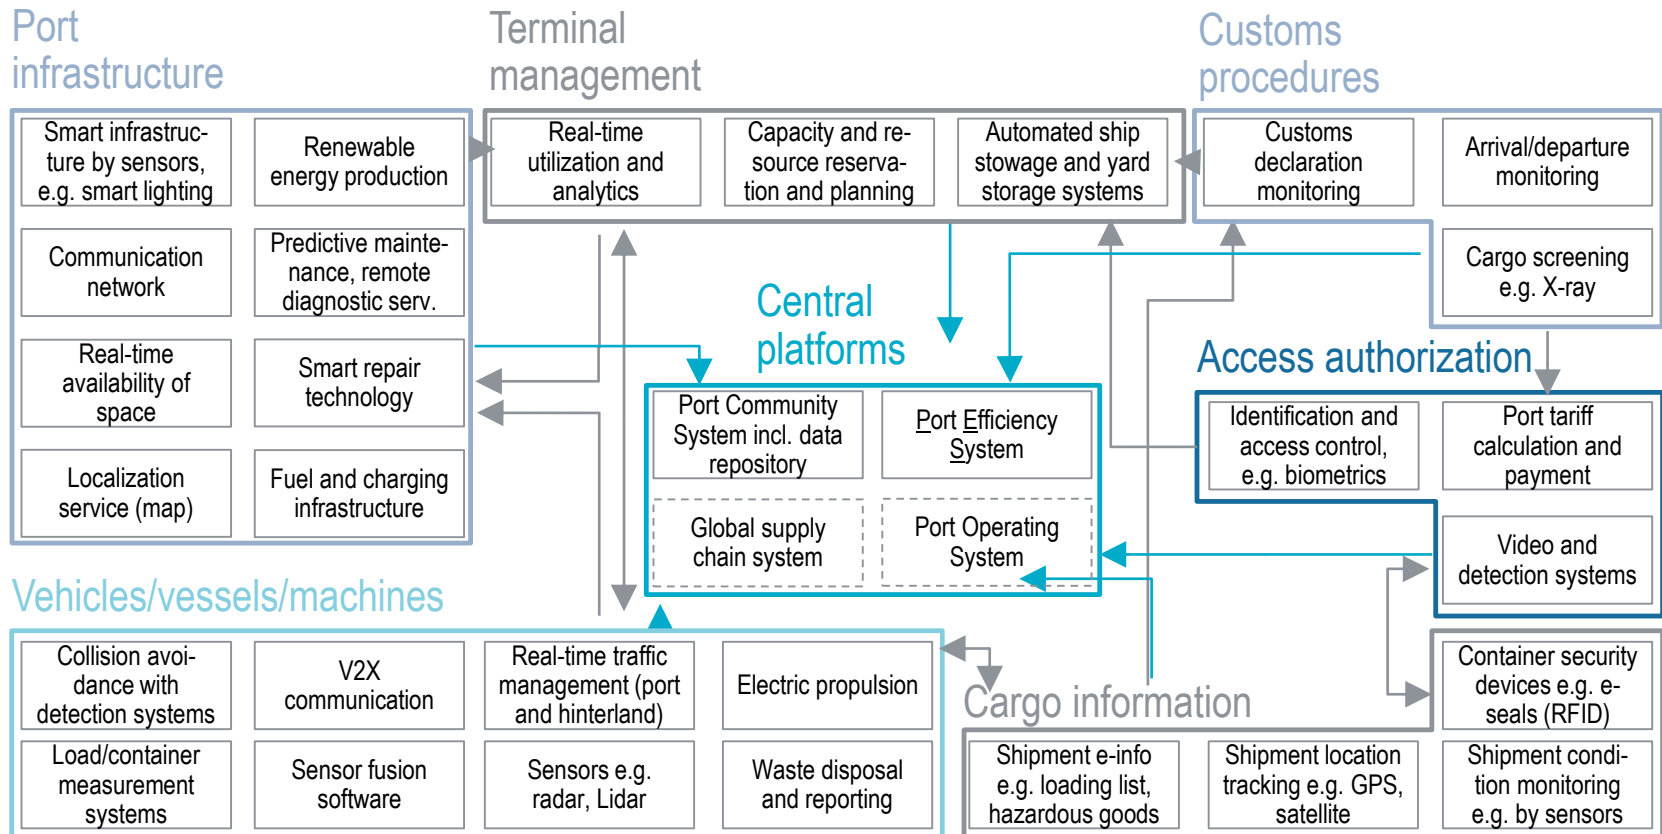 Port
infrastructure
Smart infrastruc-
ture by sensors,
e.g. smart lighting
Renewable
energy production
Communication
network
Predictive mainte-
nance, remote
diagnostic serv.
Real-time
availability of
space
Smart repair
technology
Localization
service (map)
Fuel and charging
infrastructure
Terminal
management
Real-time
utilization and
analytics
Capacity and re-
source reserva-
tion and planning
Automated ship
stowage and yard
storage systems
Customs
procedures
Customs
declaration
monitoring
Arrival/departure
monitoring
Cargo screening
e.g. X-ray
Central
platforms
Port Community
System incl. data
repository
Port Efficiency
System
Global supply
chain system
Port Operating
System
Access authorization
Identification and
access control,
e.g. biometrics
Port tariff
calculation and
payment
Video and
detection systems
Vehicles/vessels/machines
Collision avoi-
dance with
detection systems
V2X
communication
Real-time traffic
management (port
and hinterland)
Electric propulsion
Load/container
measurement
systems
Sensor fusion
software
Sensors e.g.
radar, Lidar
Waste disposal
and reporting
Cargo information
Container security
devices e.g. e-
seals (RFID)
Shipment e-info
e.g. loading list,
hazardous goods
Shipment location
tracking e.g. GPS,
satellite
Shipment condi-
tion monitoring
e.g. by sensors